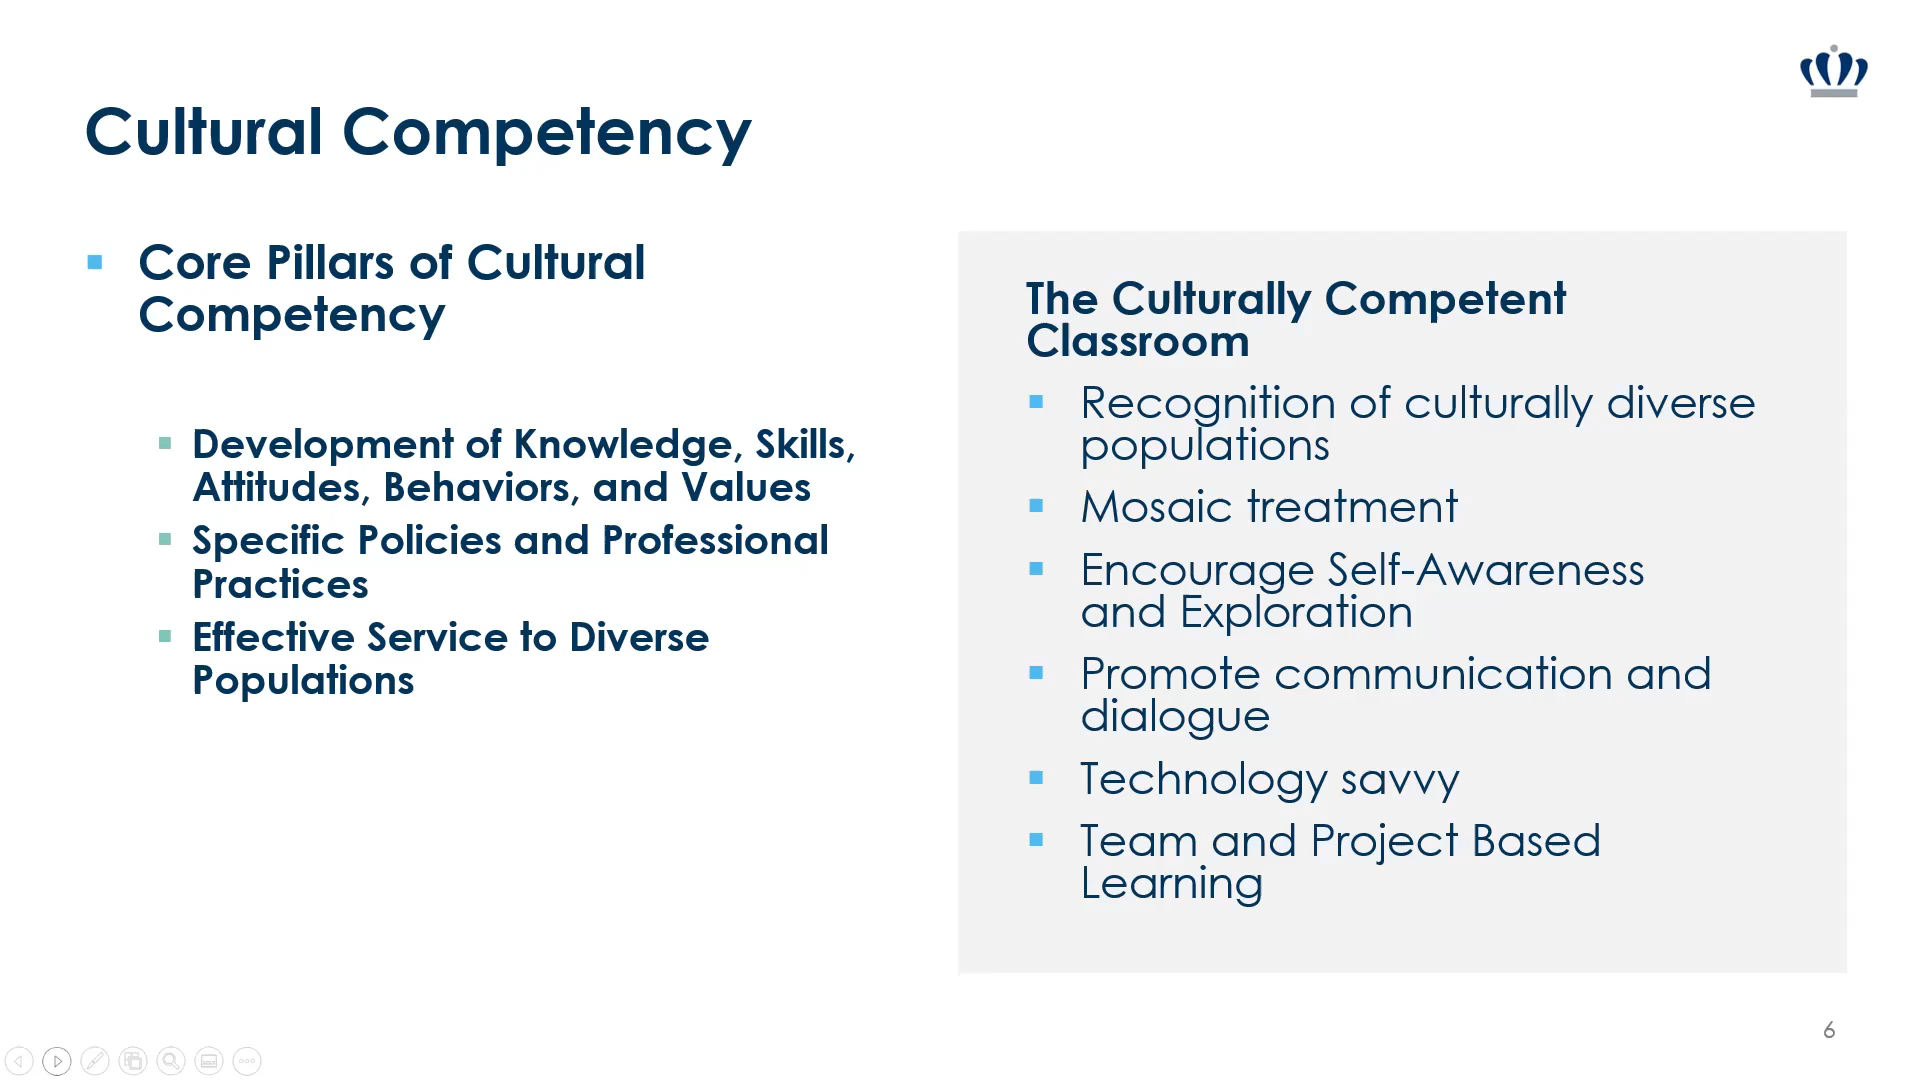 Cultural Competency
Core Pillars of Cultural
Competency
Development of Knowledge, Skills,
Attitudes, Behaviors, and Values
Specific Policies and Professional
Practices
Effective Service to Diverse
Populations
The Culturally Competent
Classroom
Recognition of culturally diverse
populations
Mosaic treatment
Encourage Self-Awareness
and Exploration
Promote communication and
dialogue
Technology savvy
Team and Project Based
Learning
6